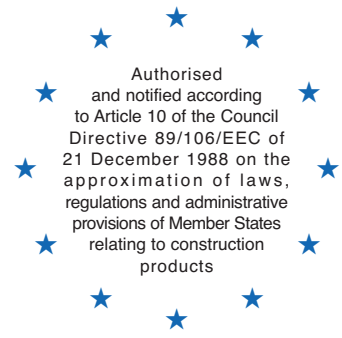 Authorised
and notified according
to Article 10 of the Council
Directive 89/106/EEC of
21 December 1988 on the
approximation of laws,
regulations and administrative
provisions of Member States
relating to construction
products